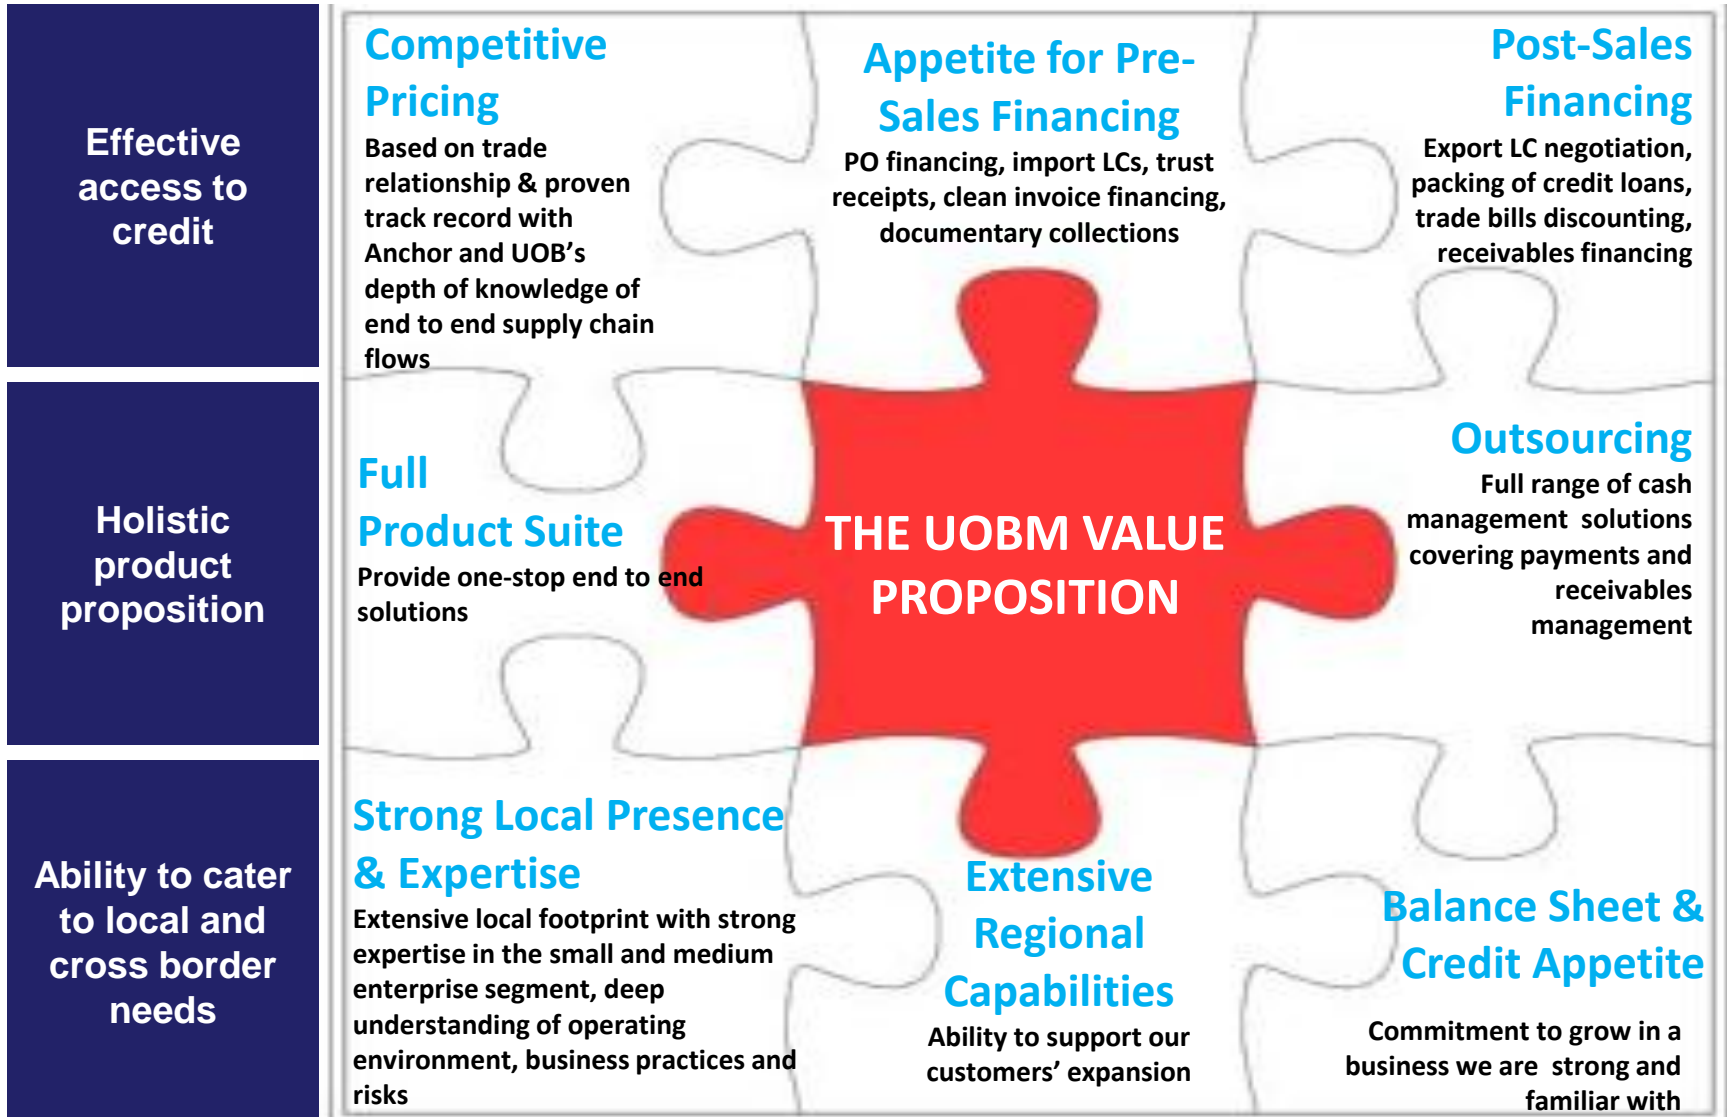 Effective
access to
credit
Competitive
Pricing
Based on trade
relationship & proven
track record with
Anchor and UOB’s
depth of knowledge of
end to end supply chain
flows
Appetite for Pre-
Sales Financing
PO financing, import LCs, trust
receipts, clean invoice financing,
documentary collections
Post-Sales
Financing
Export LC negotiation,
packing of credit loans,
trade bills discounting,
receivables financing
Holistic
product
proposition
Full
Product Suite
Provide one-stop end to end
solutions
THE UOBM VALUE
PROPOSITION
Outsourcing
Full range of cash
management solutions
covering payments and
receivables
management
Ability to cater
to local and
cross border
needs
Strong Local Presence
& Expertise
Extensive local footprint with strong
expertise in the small and medium
enterprise segment, deep
understanding of operating
environment, business practices and
risks
Extensive
Regional
Capabilities
Ability to support our
customers’ expansion
Balance Sheet &
Credit Appetite
Commitment to grow in a
business we are strong and
familiar with